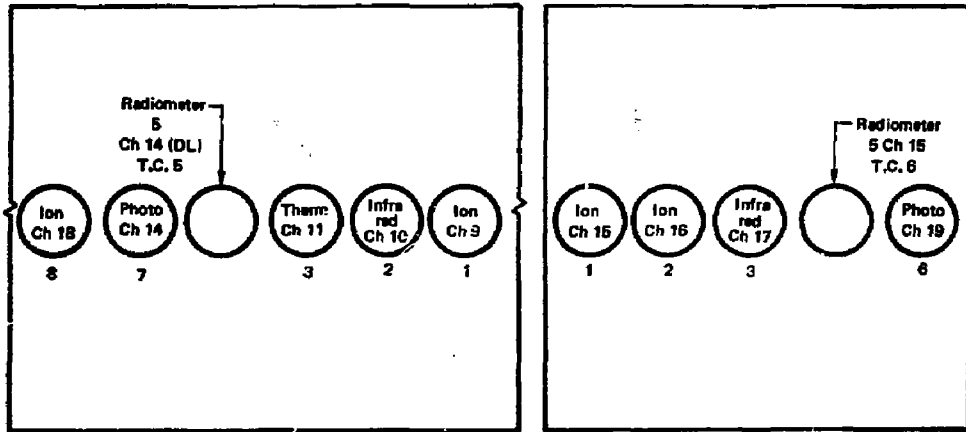 Radiometer
5
Ch 14 (DL)
T.C. 5
Ion
Ch 18
Photo
Ch 14
Therm
Ch 11
Infra
red
Ch 10
Ion
Ch 9
8
7
3
2
1
Radiometer
5 Ch 15
T.C. 6
Ion
Ch 15
Ion
Ch 16
Infra
red
Ch 17
Photo
Ch 19
1
2
3
6